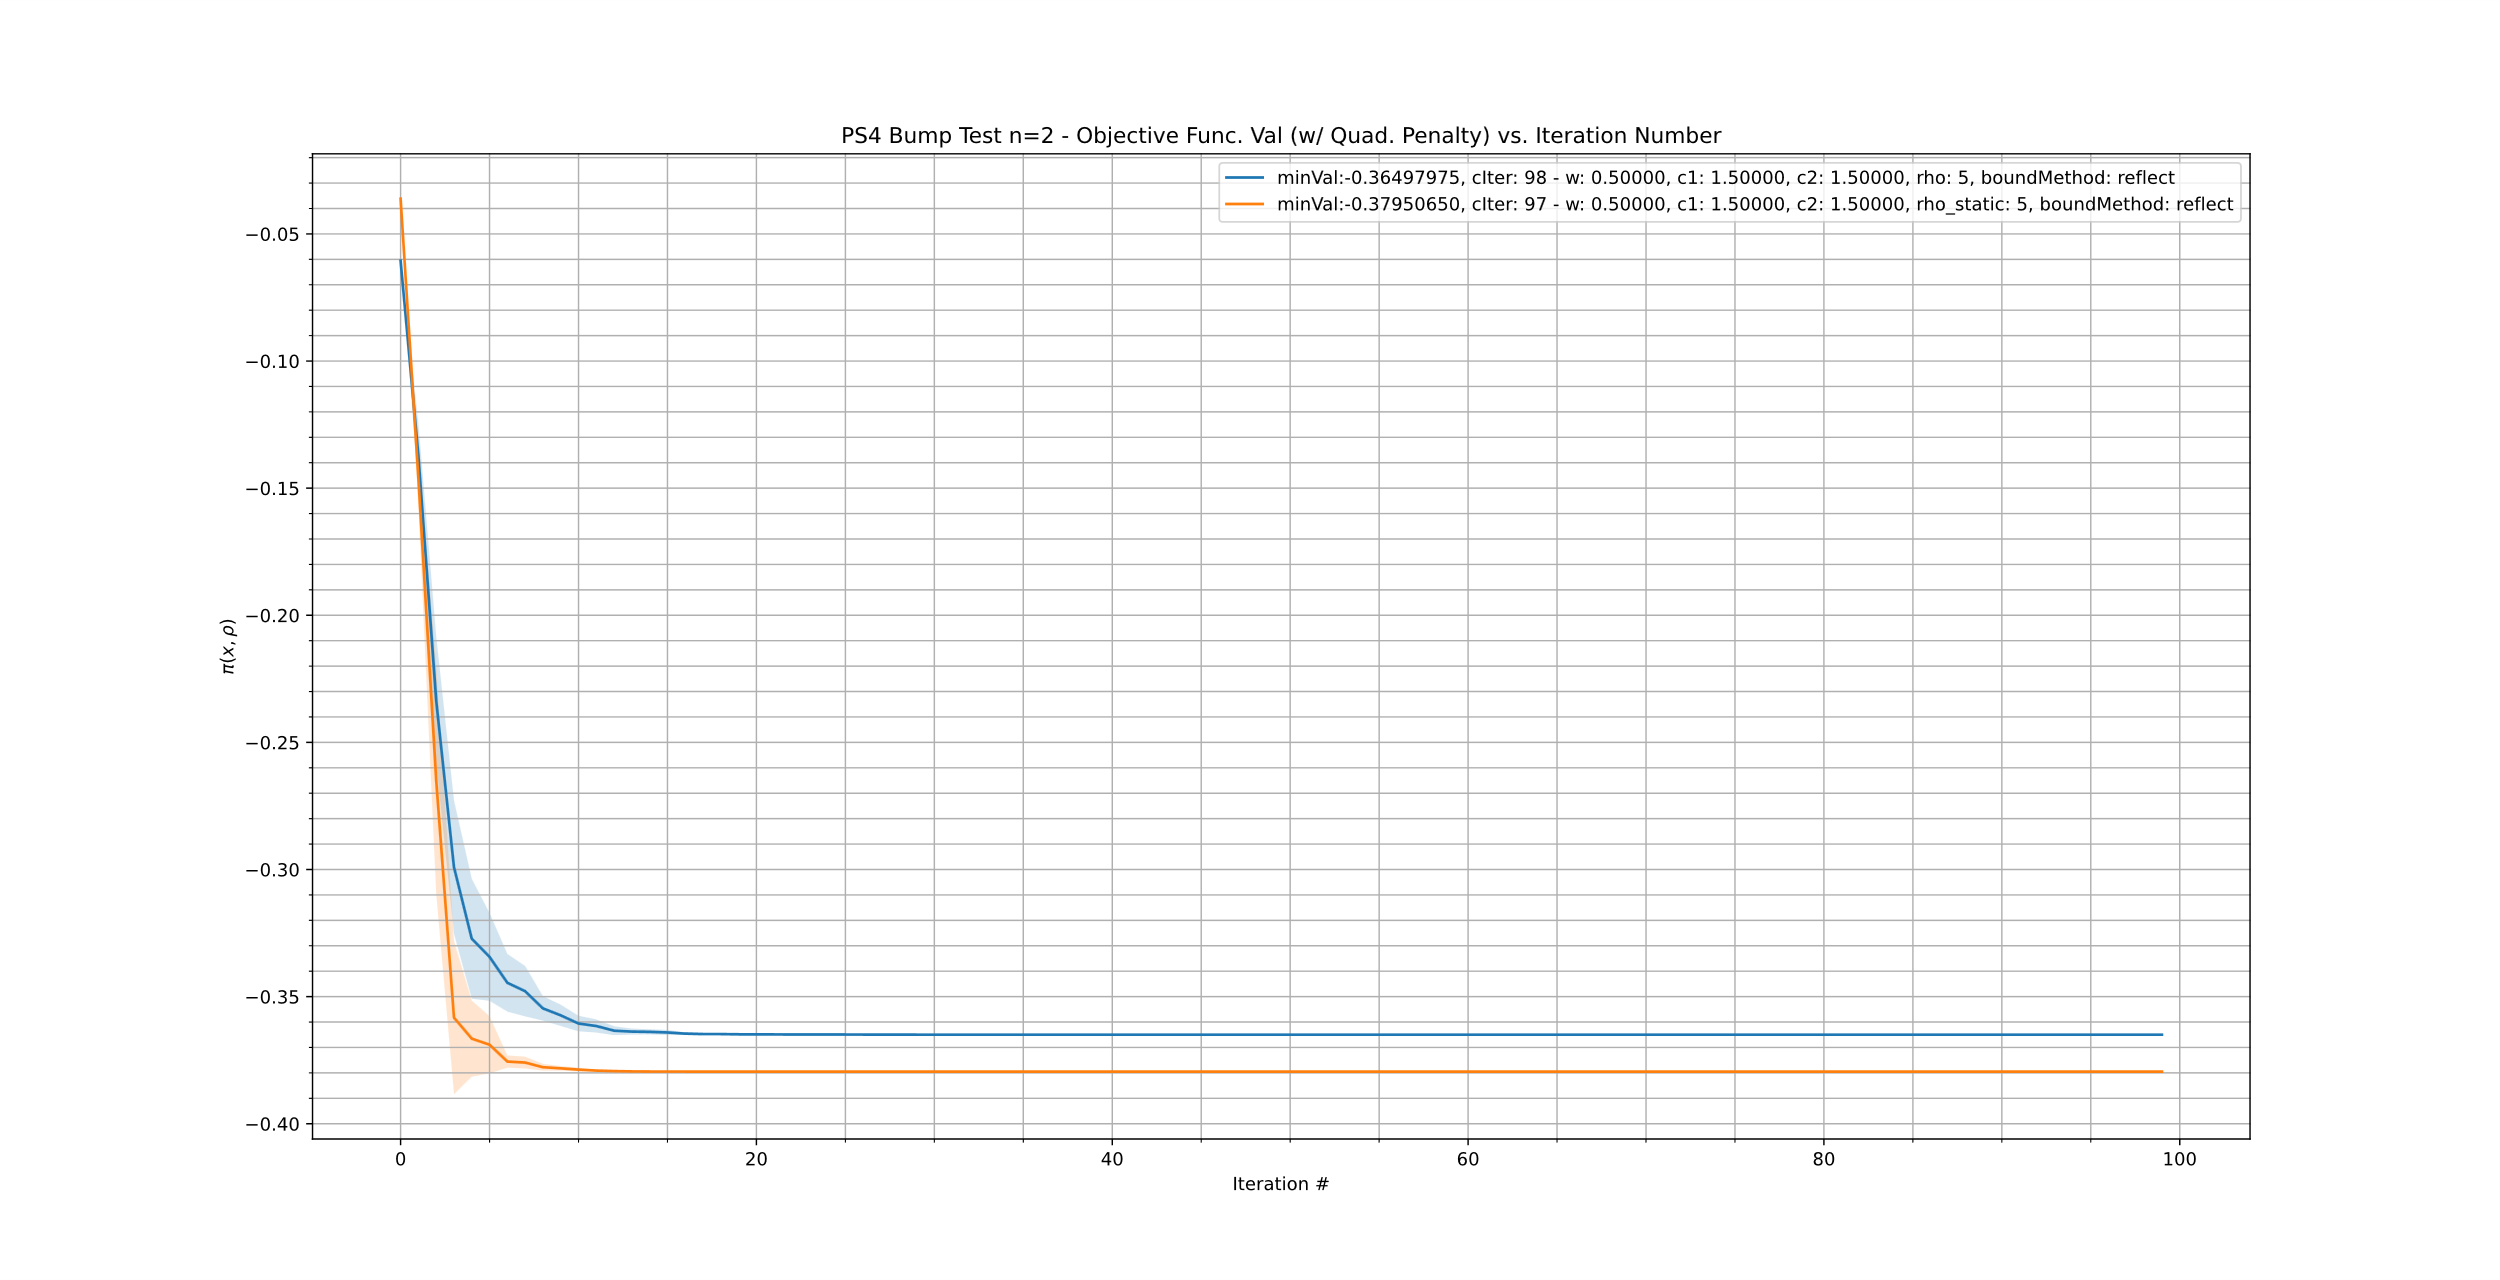 PS4 Bump Test n=2 - Objective Func. Val (w/ Quad. Penalty) vs. Iteration Number
minVal:-0.36497975, cIter: 98 - w: 0.50000, c1: 1.50000, c2: 1.50000, rho: 5, boundMethod: reflect
minVal:-0.37950650, cIter: 97 - w: 0.50000, c1: 1.50000, c2: 1.50000, rho_static: 5, boundMethod: reflect
−0.05
−0.10
−0.15
−0.20
−0.25
−0.30
−0.35
−0.40
π(x, ρ)
0 20 40 60 80 100
Iteration #